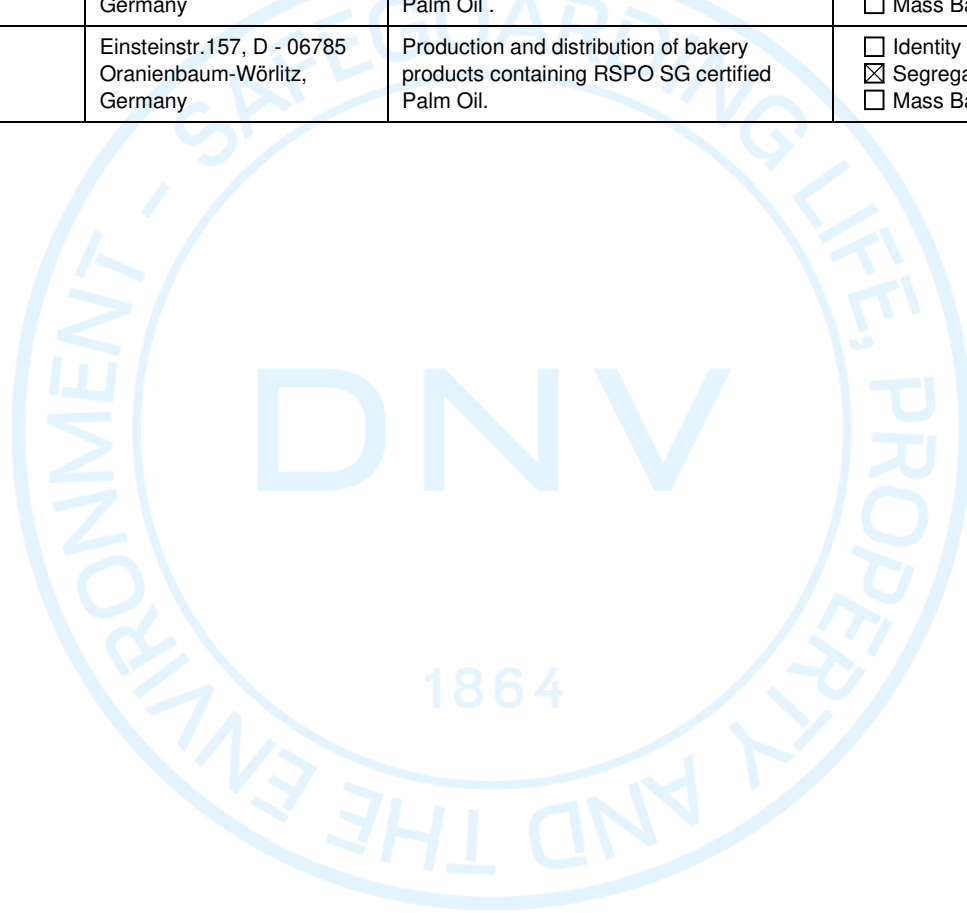 Germany
Palm Oil .
☐ Mass Ba
Einsteinstr.157, D - 06785
Oranienbaum-Wörlitz,
Germany
Production and distribution of bakery
products containing RSPO SG certified
Palm Oil.
☐ Identity
☒ Segrega
☐ Mass Ba
SAFEGUARDING LIFE, PROPERTY AND THE ENVIRONMENT -
DNV
1864